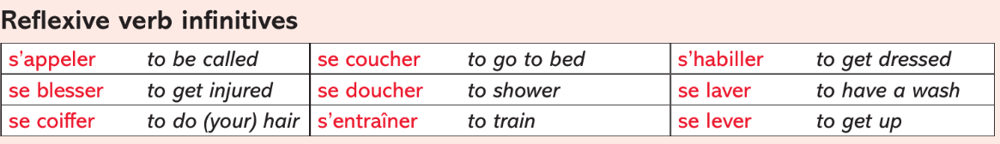 Reflexive verb infinitives
s'appeler to be called se coucher to go to bed s'habiller to get dressed
se blesser to get injured se doucher to shower se laver to have a wash
se coiffer to do (your) hair s'entraîner to train se lever to get up